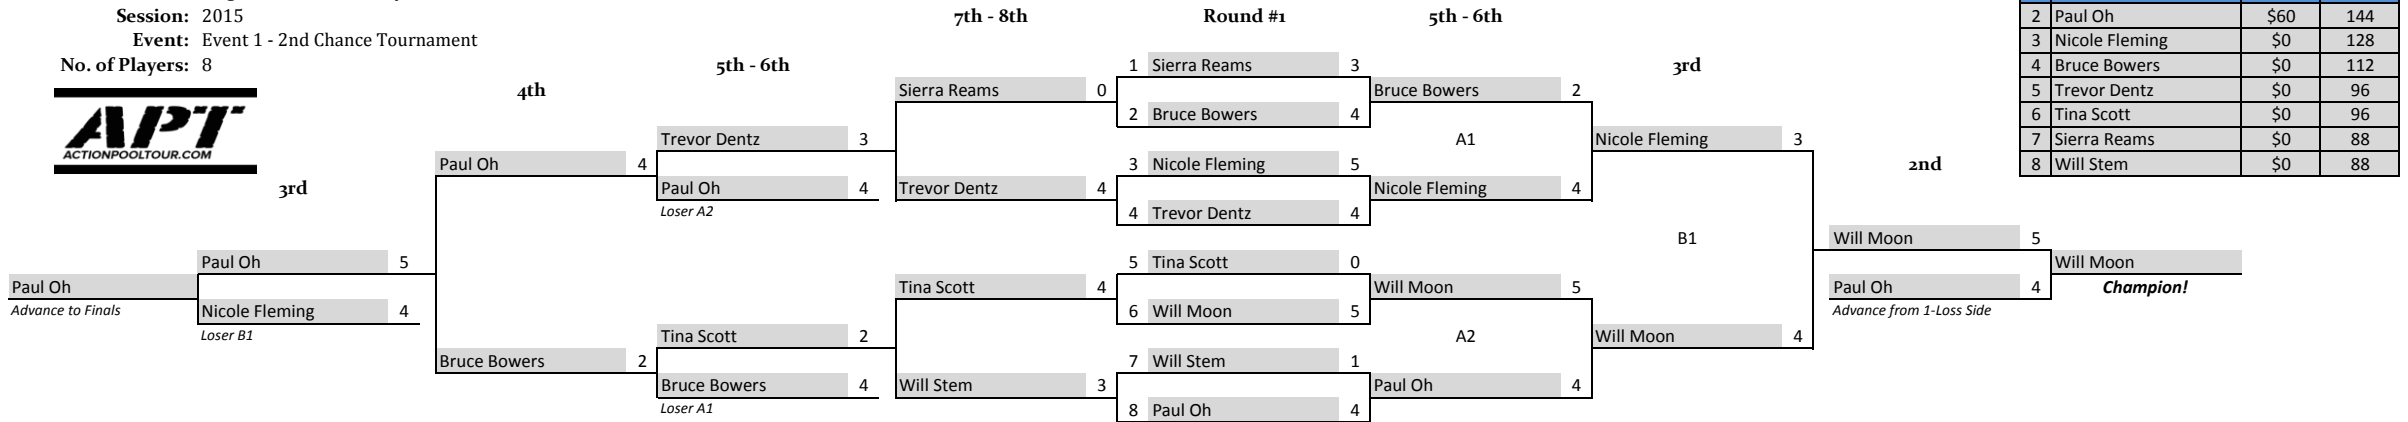 Session: 2015
Event: Event 1 - 2nd Chance Tournament
No. of Players: 8
APT
ACTIONPOOLTOUR.COM
3rd
4th
5th - 6th
7th - 8th
Round #1
5th - 6th
3rd
2nd
Paul Oh
Advance to Finals
Paul Oh 5
Nicole Fleming 4
Loser B1
Paul Oh 4
Bruce Bowers 2
Trevor Dentz 3
Paul Oh 4
Loser A2
Tina Scott 2
Bruce Bowers 4
Loser A1
Sierra Reams 0
Trevor Dentz 4
Tina Scott 4
Will Stem 3
1 Sierra Reams 3
2 Bruce Bowers 4
3 Nicole Fleming 5
4 Trevor Dentz 4
5 Tina Scott 0
6 Will Moon 5
7 Will Stem 1
8 Paul Oh 4
Bruce Bowers 2
A1
Nicole Fleming 4
Will Moon 5
A2
Paul Oh 4
Nicole Fleming 3
B1
Will Moon 4
Will Moon 5
Paul Oh 4
Advance from 1-Loss Side
Will Moon
Champion!
2 Paul Oh $60 144
3 Nicole Fleming $0 128
4 Bruce Bowers $0 112
5 Trevor Dentz $0 96
6 Tina Scott $0 96
7 Sierra Reams $0 88
8 Will Stem $0 88